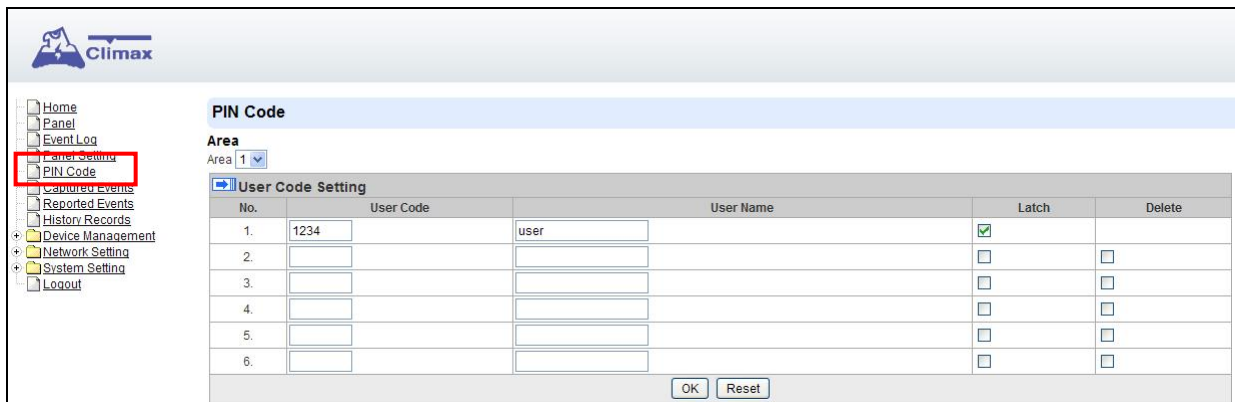 Climax
Home
Panel
Event Log
Panel Setting
PIN Code
Captured Events
Reported Events
History Records
Device Management
Network Setting
System Setting
Logout
PIN Code
Area
Area 1
User Code Setting
No. User Code User Name Latch Delete
1. 1234 user
2.
3.
4.
5.
6.
OK Reset